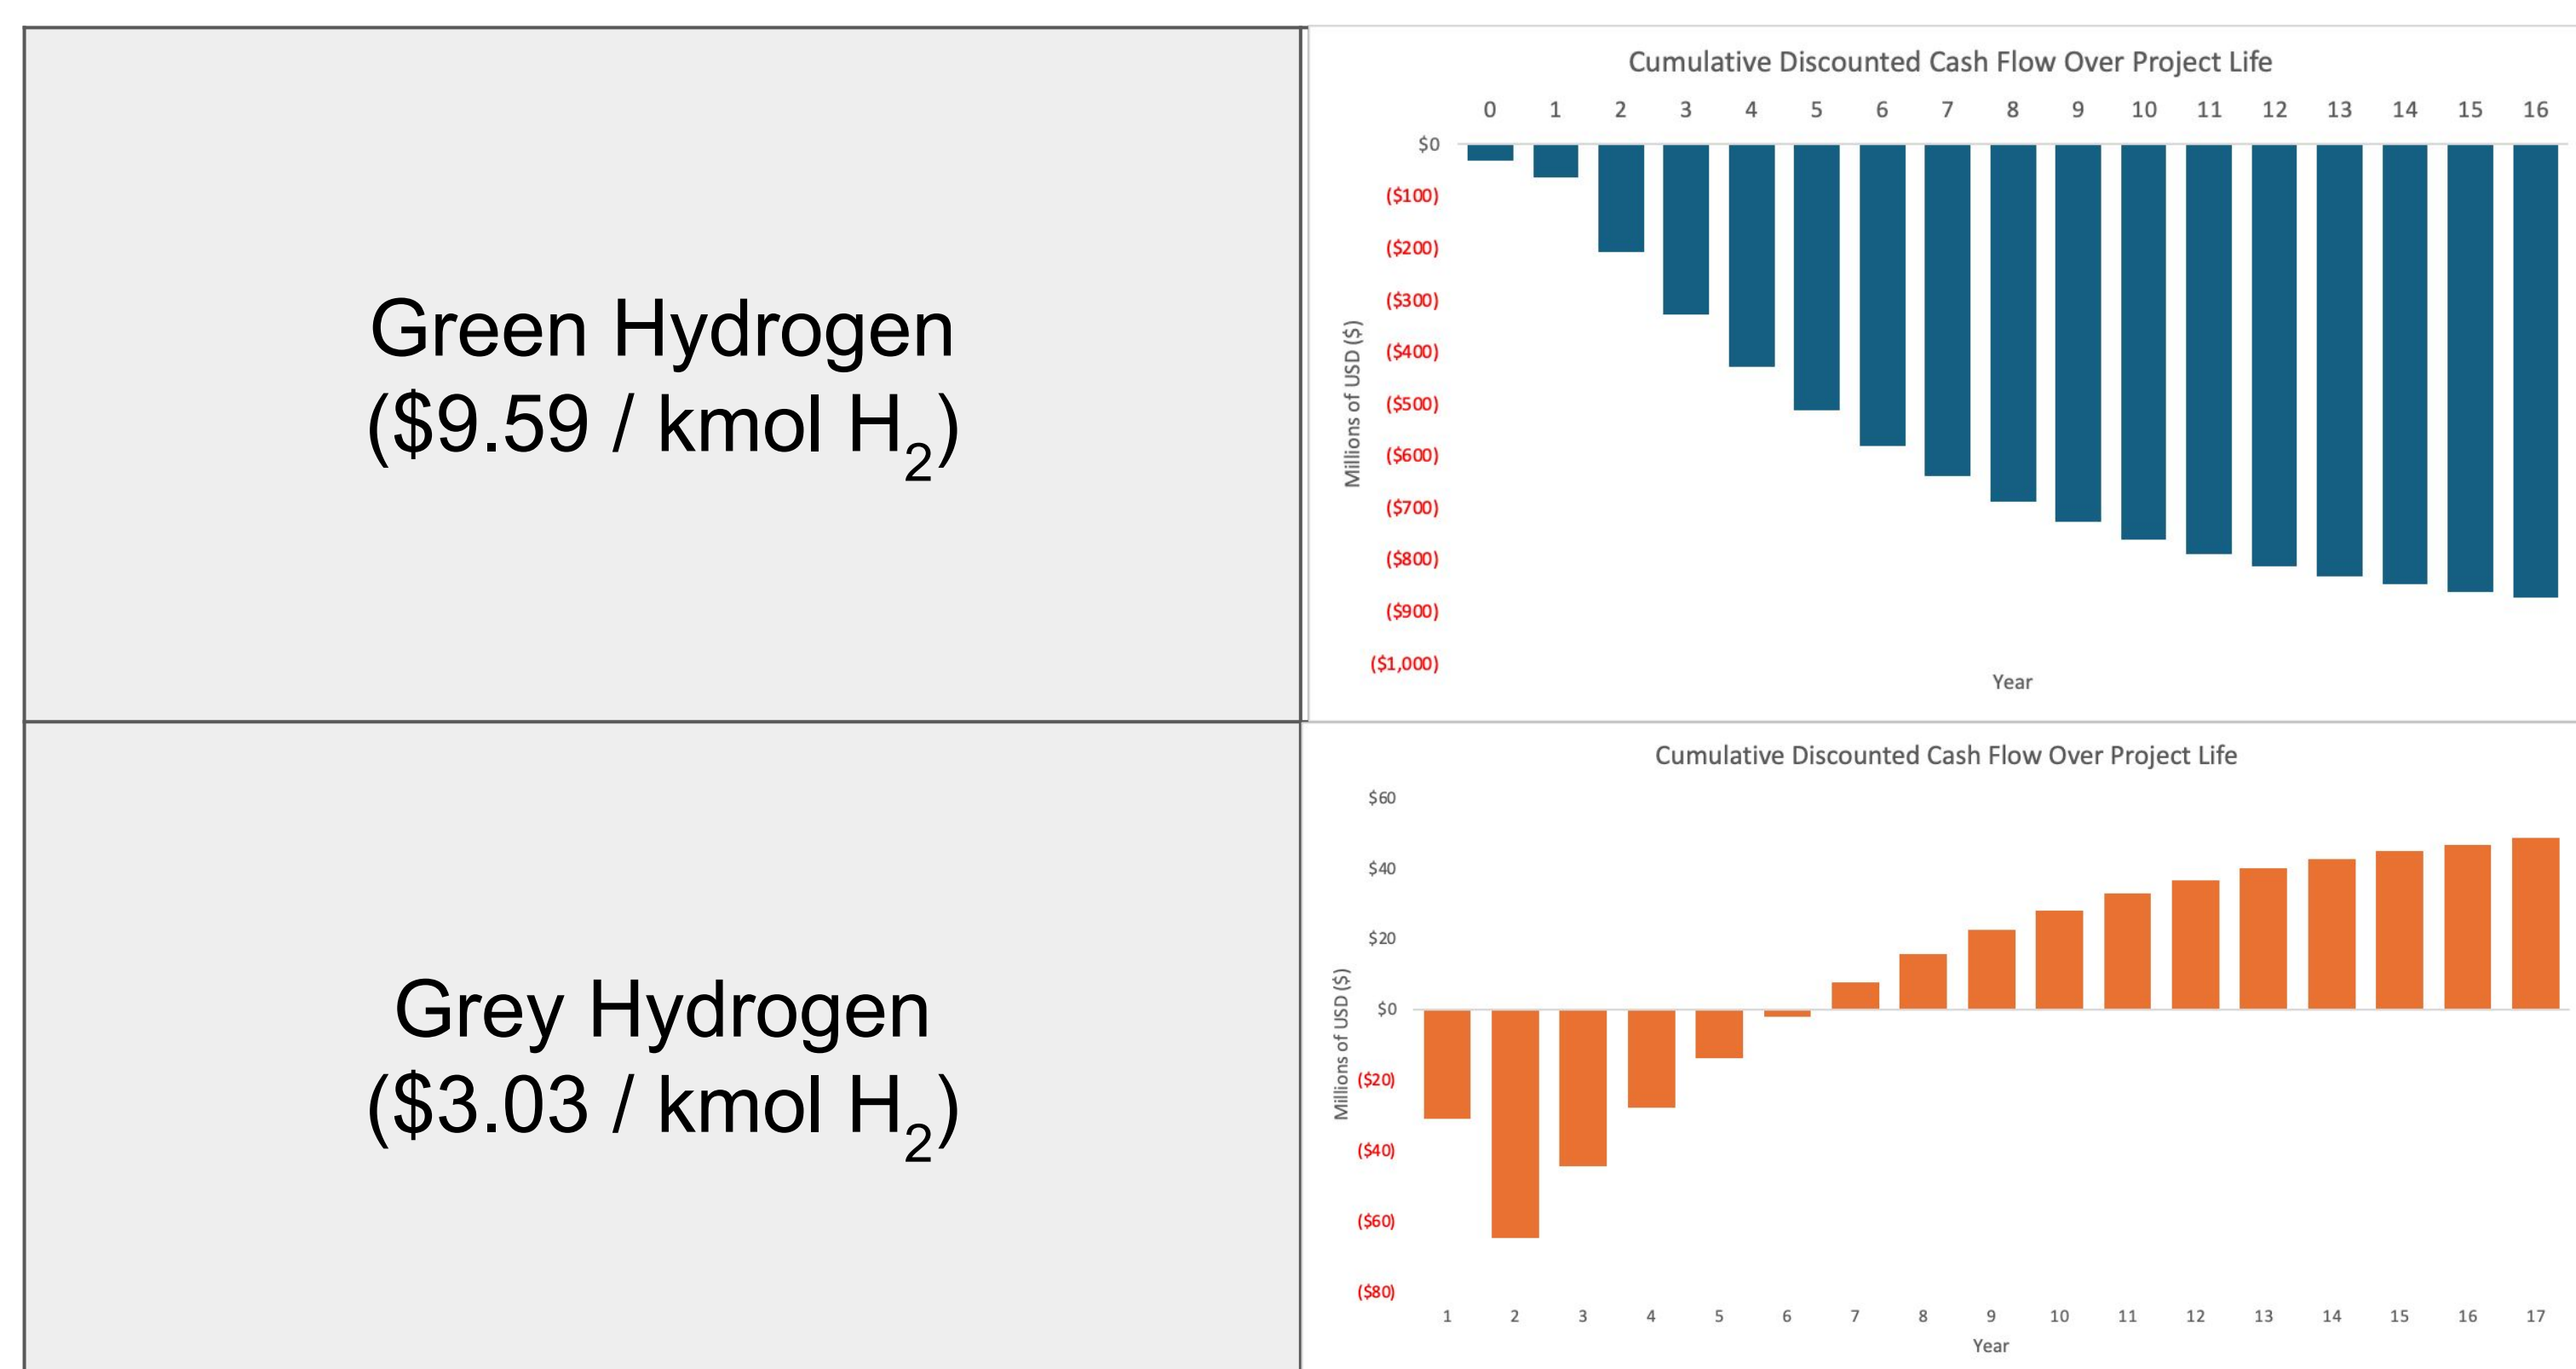 Green Hydrogen
($9.59 / kmol H2)
Cumulative Discounted Cash Flow Over Project Life
0 1 2 3 4 5 6 7 8 9 10 11 12 13 14 15 16
$0
($100)
($200)
($300)
($400)
($500)
($600)
($700)
($800)
($900)
($1,000)
Millions of USD ($)
Year
Grey Hydrogen
($3.03 / kmol H2)
Cumulative Discounted Cash Flow Over Project Life
$60
$40
$20
$0
($20)
($40)
($60)
($80)
Millions of USD ($)
1 2 3 4 5 6 7 8 9 10 11 12 13 14 15 16 17
Year